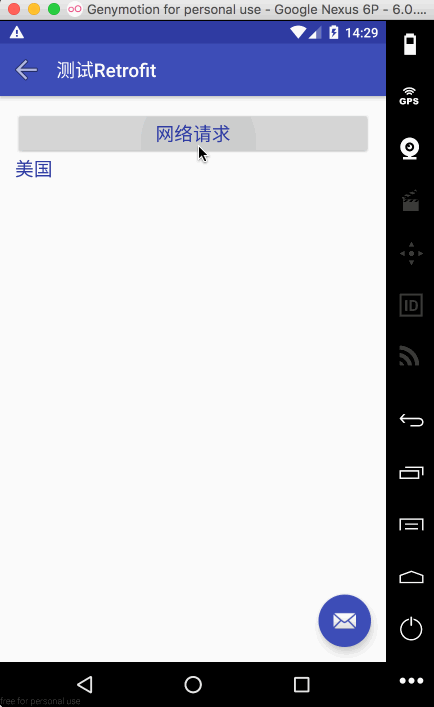 Genymotion for personal use - Google Nexus 6P - 6.0....
14:29
测试Retrofit
网络请求
美国
GPS
ID
free for personal use